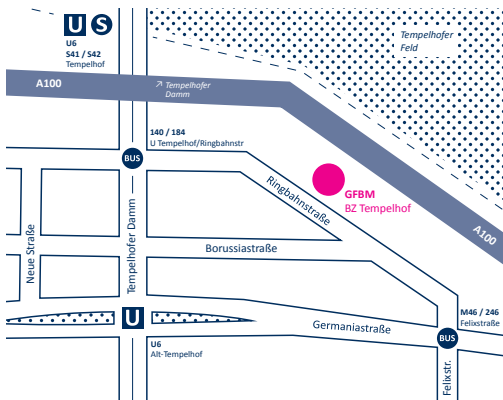 U S
U6
S41 / S42
Tempelhof
Tempelhofer
Feld
A100
↗ Tempelhofer
Damm
140 / 184
U Tempelhof/Ringbahnstr
BUS
GFBM
BZ Tempelhof
Ringbahnstraße
A100
Neue Straße
Tempelhofer Damm
Borussiastraße
U
Germaniastraße
M46 / 246
Felixstraße
BUS
U6
Alt-Tempelhof
Felixstr.